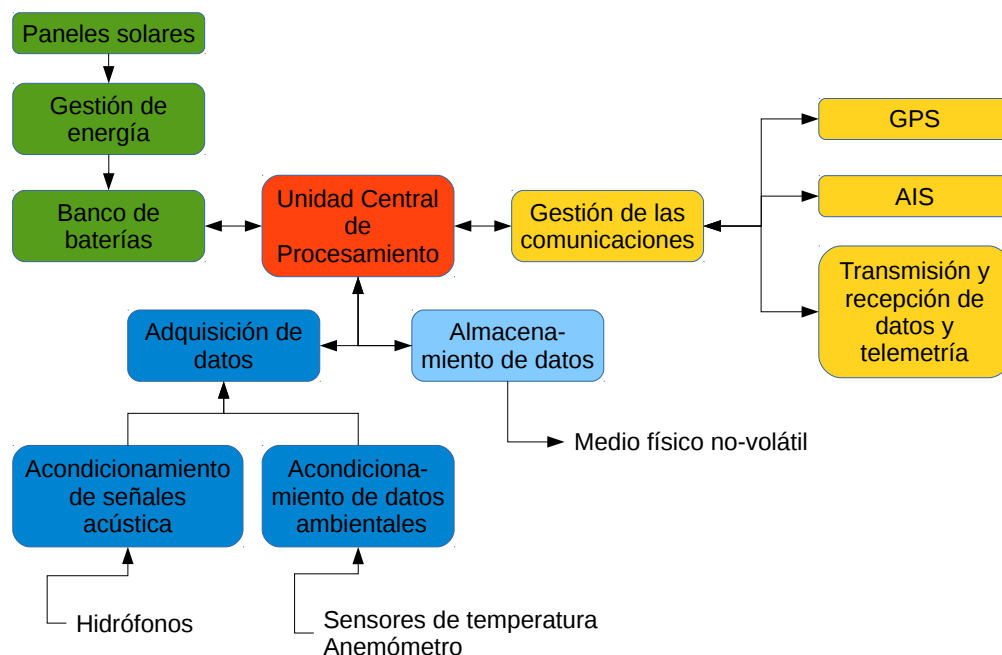 Paneles solares
Gestión de
energía
Banco de
baterías
Unidad Central
de
Procesamiento
Gestión de las
comunicaciones
GPS
AIS
Transmisión y
recepción de
datos y
telemetría
Adquisición de
datos
Almacena-
miento de datos
Medio físico no-volátil
Acondicionamiento
de señales
acústica
Acondiciona-
miento de datos
ambientales
Hidrófonos
Sensores de temperatura
Anemómetro